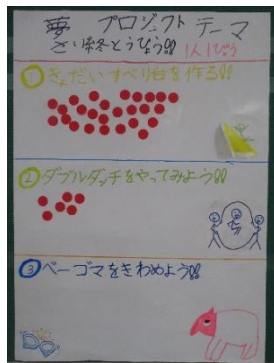 夢 プロジェクト テーマ
さい終とうひょう!! 1人1ぴょう
① きょだいすべり台を作る!!
② ダブルダッチをやってみよう!!
③ ベーゴマをきわめよう!!